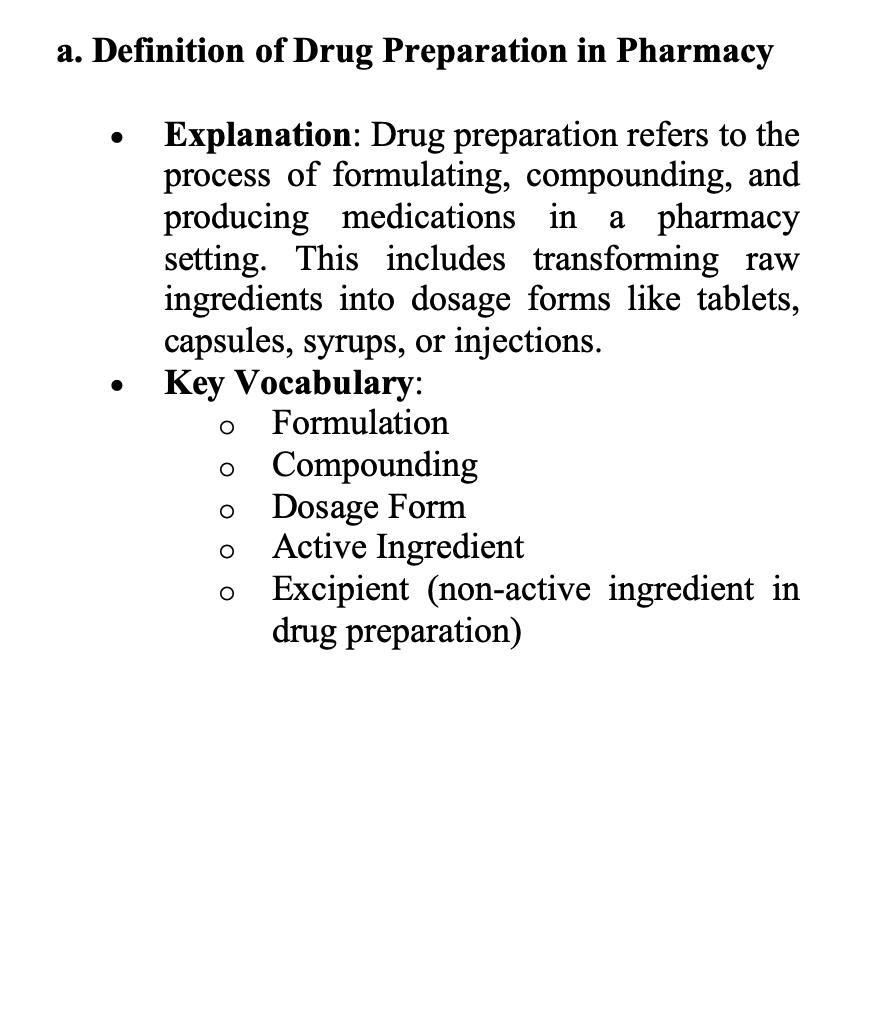 a. Definition of Drug Preparation in Pharmacy
• Explanation: Drug preparation refers to the
process of formulating, compounding, and
producing medications in a pharmacy
setting. This includes transforming raw
ingredients into dosage forms like tablets,
capsules, syrups, or injections.
• Key Vocabulary:
o Formulation
o Compounding
o Dosage Form
o Active Ingredient
o Excipient (non-active ingredient in
drug preparation)